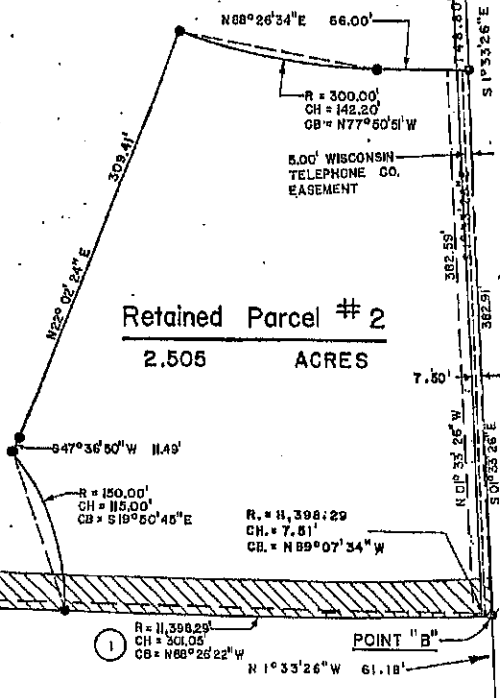 N88°26'34"E 66.00'
148.80'
S 1°33'26"E
R = 300.00'
CH = 142.20'
CB = N77°50'51"W
5.00' WISCONSIN
TELEPHONE CO.
EASEMENT
309.41'
N22° 02' 24" E
382.59'
382.91'
Retained Parcel # 2
2.505 ACRES
7.50'
N 01° 33' 26" W
S 01° 33' 26" E
S47°36'50"W 11.49'
R = 150.00'
CH = 115.00'
CB = S19°50'45"E
R. = 11,398.29
CH. = 7.51'
CB. = N 89°07'34" W
1
R = 11,398.29'
CH = 301.05'
CB = N88°26'22"W
POINT "B"
N 1°33'26"W 61.18'